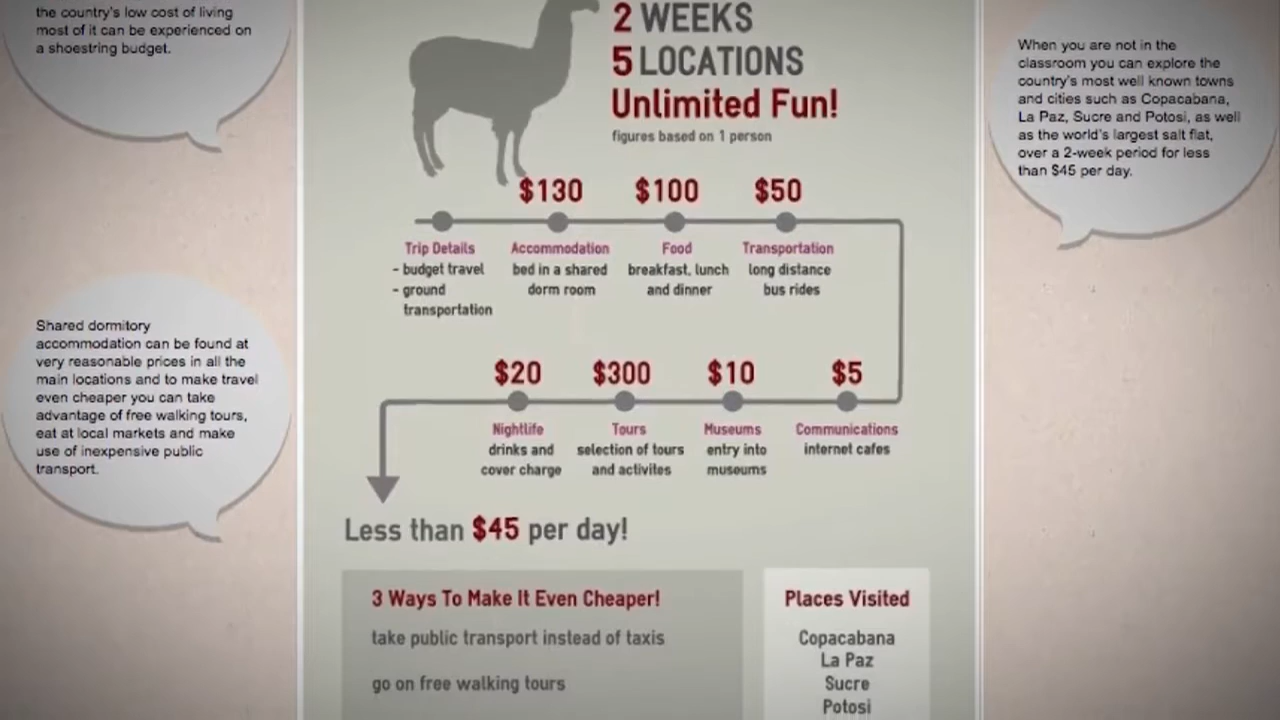 the country's low cost of living
most of it can be experienced on
a shoestring budget.
2 WEEKS
5 LOCATIONS
Unlimited Fun!
figures based on 1 person
When you are not in the
classroom you can explore the
country's most well known towns
and cities such as Copacabana,
La Paz, Sucre and Potosi, as well
as the world's largest salt flat,
over a 2-week period for less
than $45 per day.
$130 $100 $50
Trip Details Accommodation Food Transportation
- budget travel bed in a shared breakfast, lunch long distance
- ground dorm room and dinner bus rides
transportation
Shared dormitory
accommodation can be found at
very reasonable prices in all the
main locations and to make travel
even cheaper you can take
advantage of free walking tours,
eat at local markets and make
use of inexpensive public
transport.
$20 $300 $10 $5
Nightlife Tours Museums Communications
drinks and selection of tours entry into internet cafes
cover charge and activites museums
Less than $45 per day!
3 Ways To Make It Even Cheaper!
take public transport instead of taxis
go on free walking tours
Places Visited
Copacabana
La Paz
Sucre
Potosi